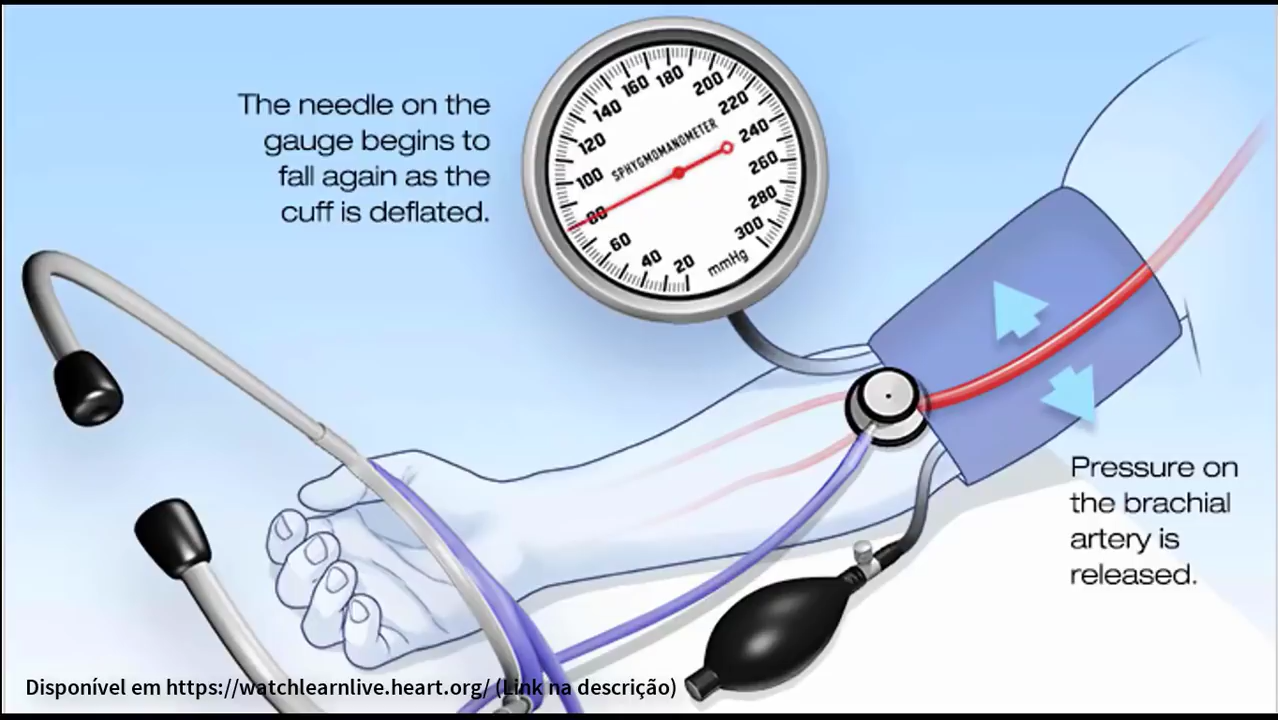 The needle on the
gauge begins to
fall again as the
cuff is deflated.
SPHYGMOMANOMETER
20
40
60
80
100
120
140
160
180
200
220
240
260
280
300
mmHg
Pressure on
the brachial
artery is
released.
Disponível em https://watchlearnlive.heart.org/ (Link na descrição)